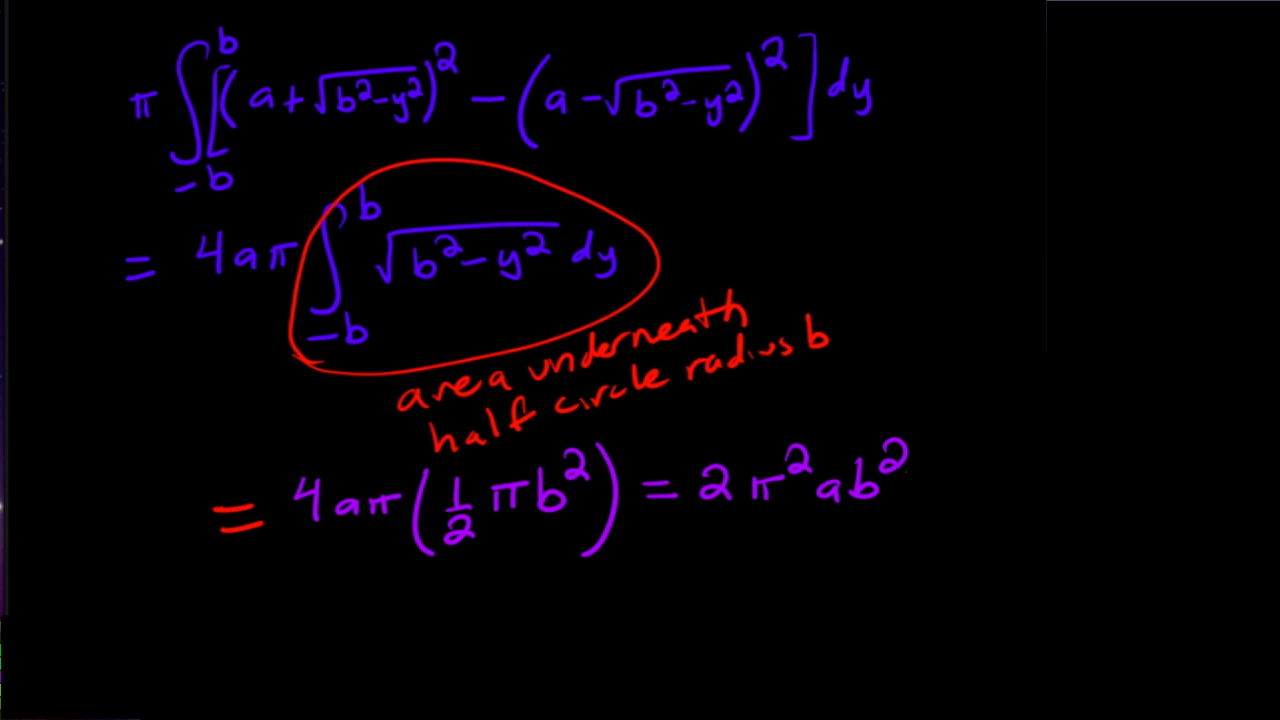 π ∫_{-b}^{b} [(a+√(b²-y²))² - (a-√(b²-y²))²] dy
= 4aπ ∫_{-b}^{b} √(b²-y²) dy
area underneath
half circle radius b
= 4aπ(½πb²) = 2π²ab²